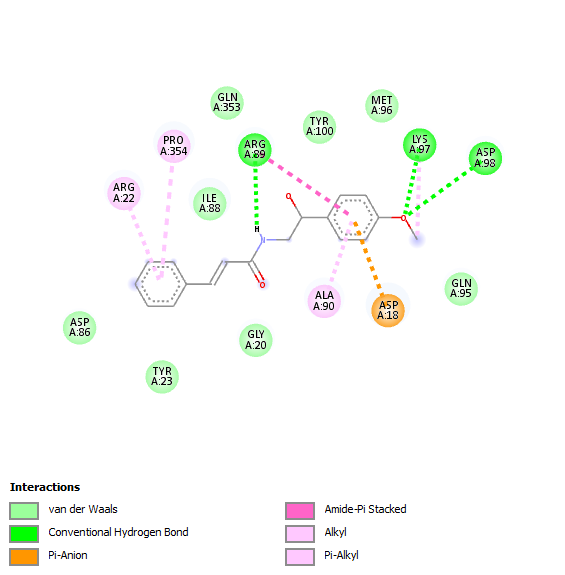 GLN
A:353
MET
A:96
TYR
A:100
PRO
A:354
ARG
A:89
LYS
A:97
ASP
A:98
ARG
A:22
ILE
A:88
O
O
H
N
O
GLN
A:95
ALA
A:90
ASP
A:18
ASP
A:86
GLY
A:20
TYR
A:23
Interactions
van der Waals
Conventional Hydrogen Bond
Pi-Anion
Amide-Pi Stacked
Alkyl
Pi-Alkyl